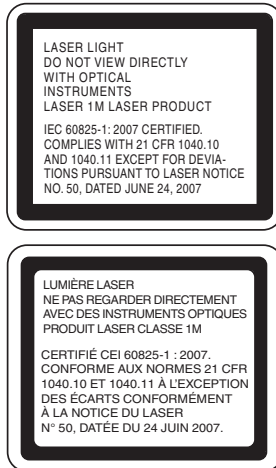 LASER LIGHT
DO NOT VIEW DIRECTLY
WITH OPTICAL
INSTRUMENTS
LASER 1M LASER PRODUCT
IEC 60825-1: 2007 CERTIFIED.
COMPLIES WITH 21 CFR 1040.10
AND 1040.11 EXCEPT FOR DEVIA-
TIONS PURSUANT TO LASER NOTICE
NO. 50, DATED JUNE 24, 2007
LUMIÈRE LASER
NE PAS REGARDER DIRECTEMENT
AVEC DES INSTRUMENTS OPTIQUES
PRODUIT LASER CLASSE 1M
CERTIFIÉ CEI 60825-1 : 2007.
CONFORME AUX NORMES 21 CFR
1040.10 ET 1040.11 À L'EXCEPTION
DES ÉCARTS CONFORMÉMENT
À LA NOTICE DU LASER
N° 50, DATÉE DU 24 JUIN 2007.